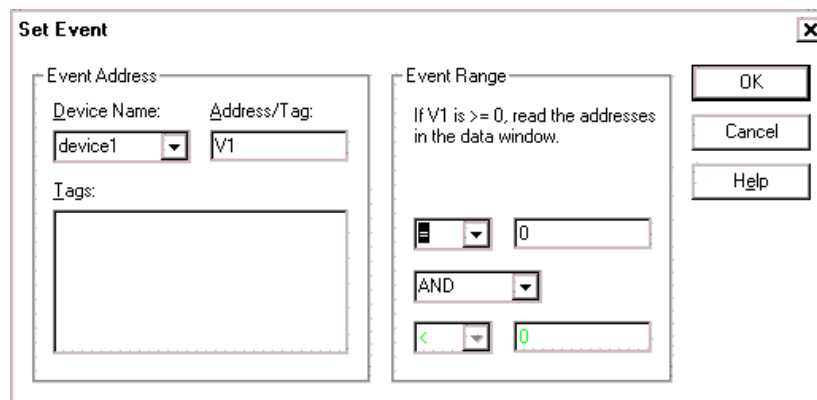 Set Event
Event Address
Device Name:
Address/Tag:
device1
V1
Tags:
Event Range
If V1 is >= 0, read the addresses
in the data window.
=
0
AND
<
0
OK
Cancel
Help